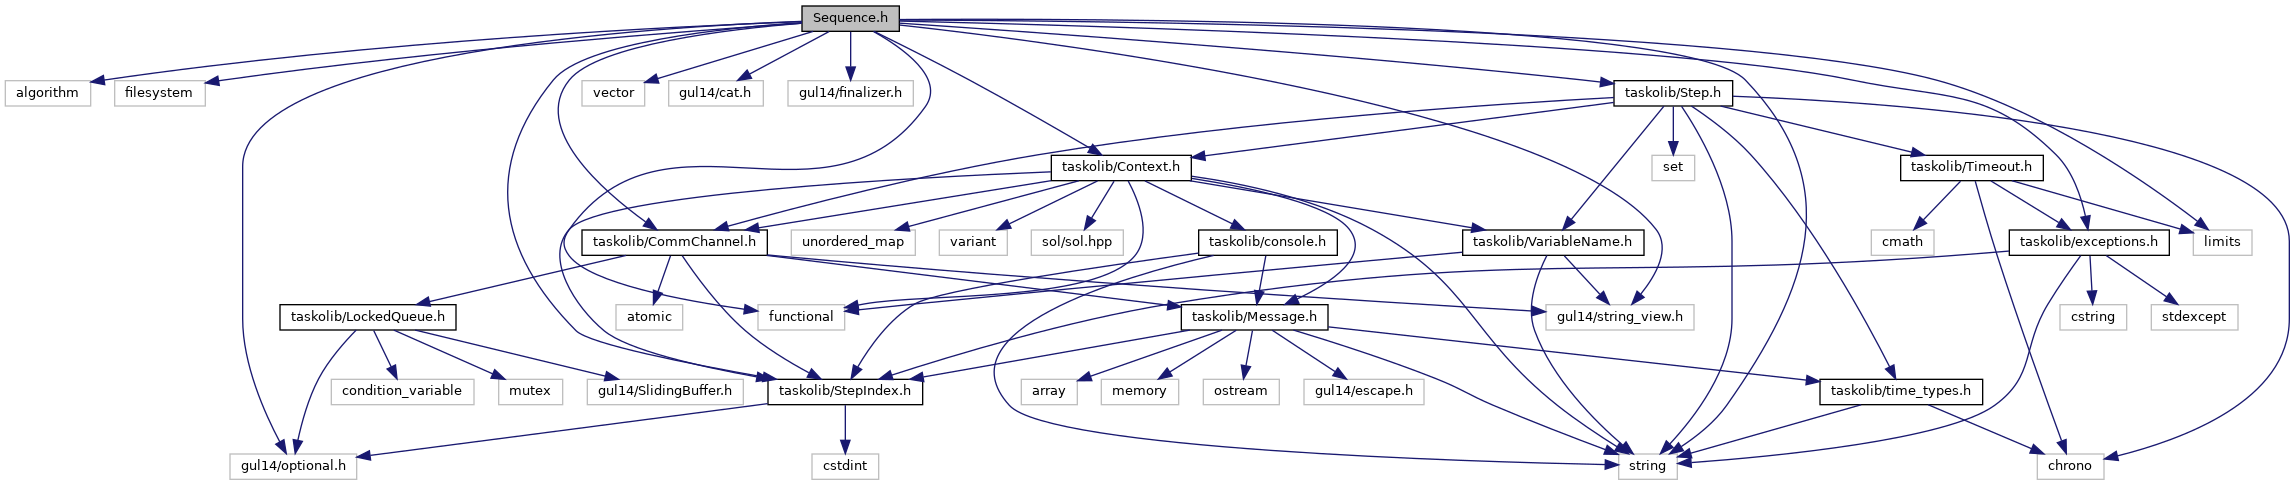 Sequence.h
algorithm
filesystem
vector
gul14/cat.h
gul14/finalizer.h
taskolib/Step.h
taskolib/Context.h
set
taskolib/Timeout.h
taskolib/CommChannel.h
unordered_map
variant
sol/sol.hpp
taskolib/console.h
taskolib/VariableName.h
cmath
taskolib/exceptions.h
limits
taskolib/LockedQueue.h
atomic
functional
taskolib/Message.h
gul14/string_view.h
cstring
stdexcept
condition_variable
mutex
gul14/SlidingBuffer.h
taskolib/StepIndex.h
array
memory
ostream
gul14/escape.h
taskolib/time_types.h
gul14/optional.h
cstdint
string
chrono